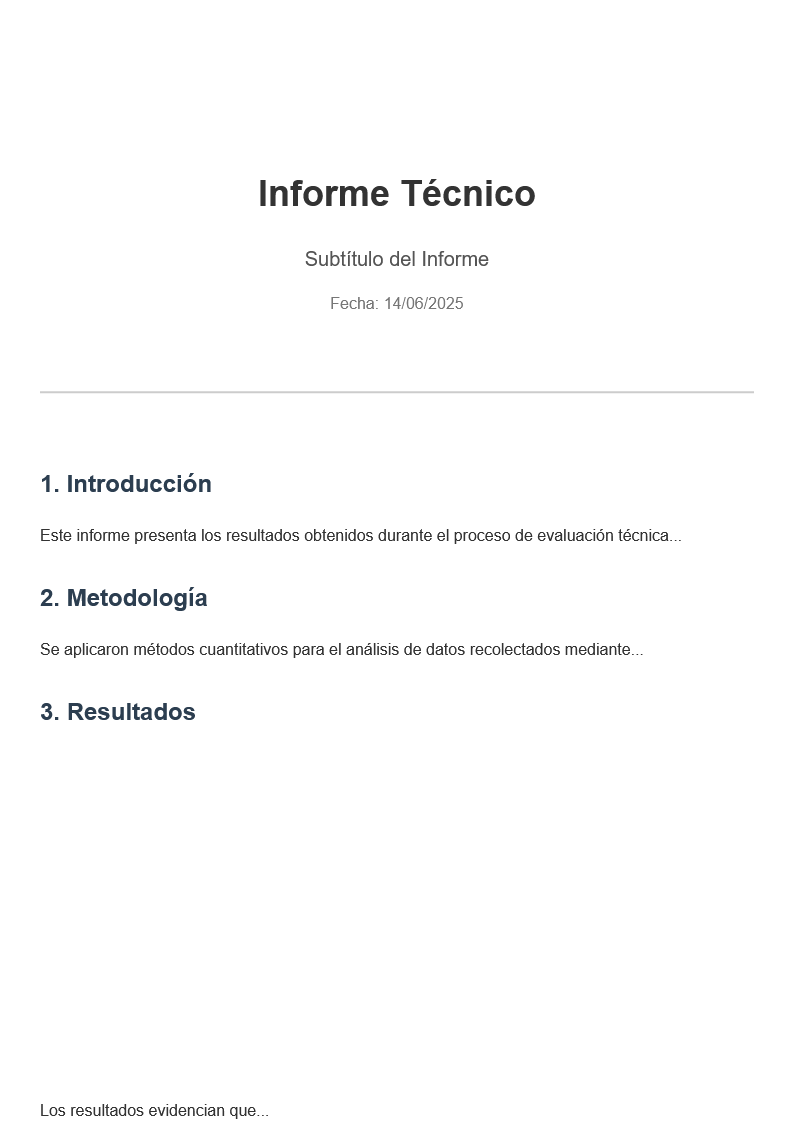 Informe Técnico
Subtítulo del Informe
Fecha: 14/06/2025
1. Introducción
Este informe presenta los resultados obtenidos durante el proceso de evaluación técnica...
2. Metodología
Se aplicaron métodos cuantitativos para el análisis de datos recolectados mediante...
3. Resultados
Los resultados evidencian que...